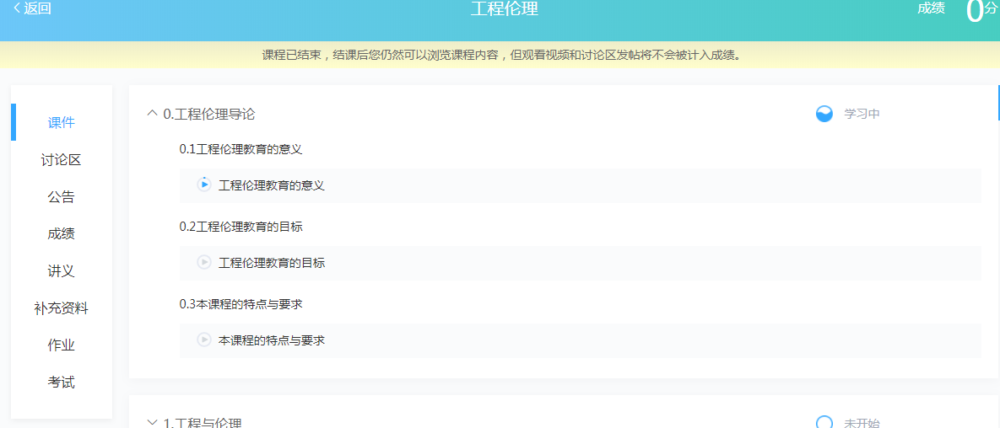 返回
工程伦理
成绩 0分
课程已结束，结课后您仍然可以浏览课程内容，但观看视频和讨论区发帖将不会被计入成绩。
课件
讨论区
公告
成绩
讲义
补充资料
作业
考试
0.工程伦理导论
学习中
0.1工程伦理教育的意义
工程伦理教育的意义
0.2工程伦理教育的目标
工程伦理教育的目标
0.3本课程的特点与要求
本课程的特点与要求
1.工程与伦理
未开始